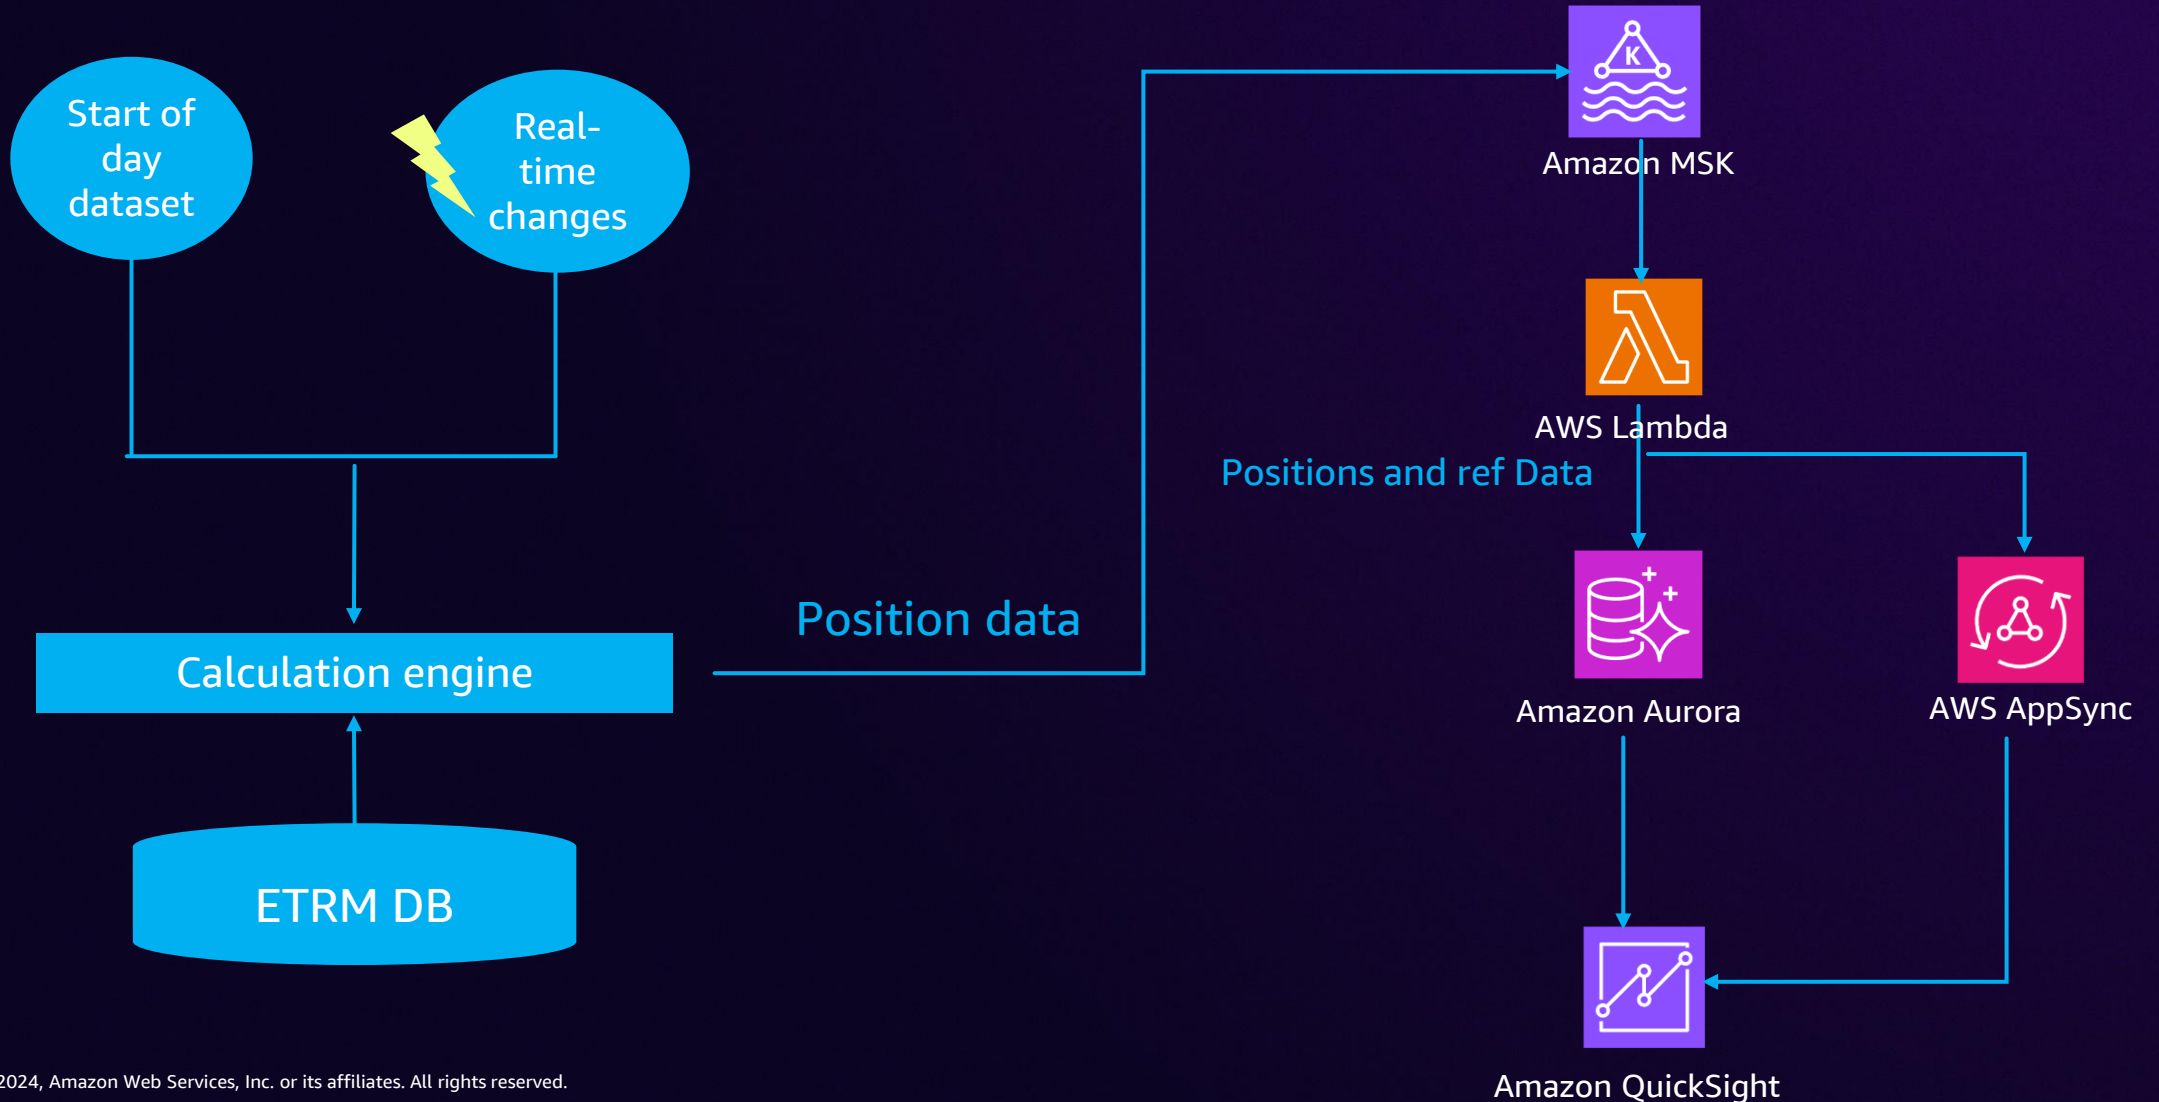 Start of
day
dataset
Real-
time
changes
K
Amazon MSK
AWS Lambda
Positions and ref Data
Position data
Calculation engine
Amazon Aurora
AWS AppSync
ETRM DB
Amazon QuickSight
2024, Amazon Web Services, Inc. or its affiliates. All rights reserved.